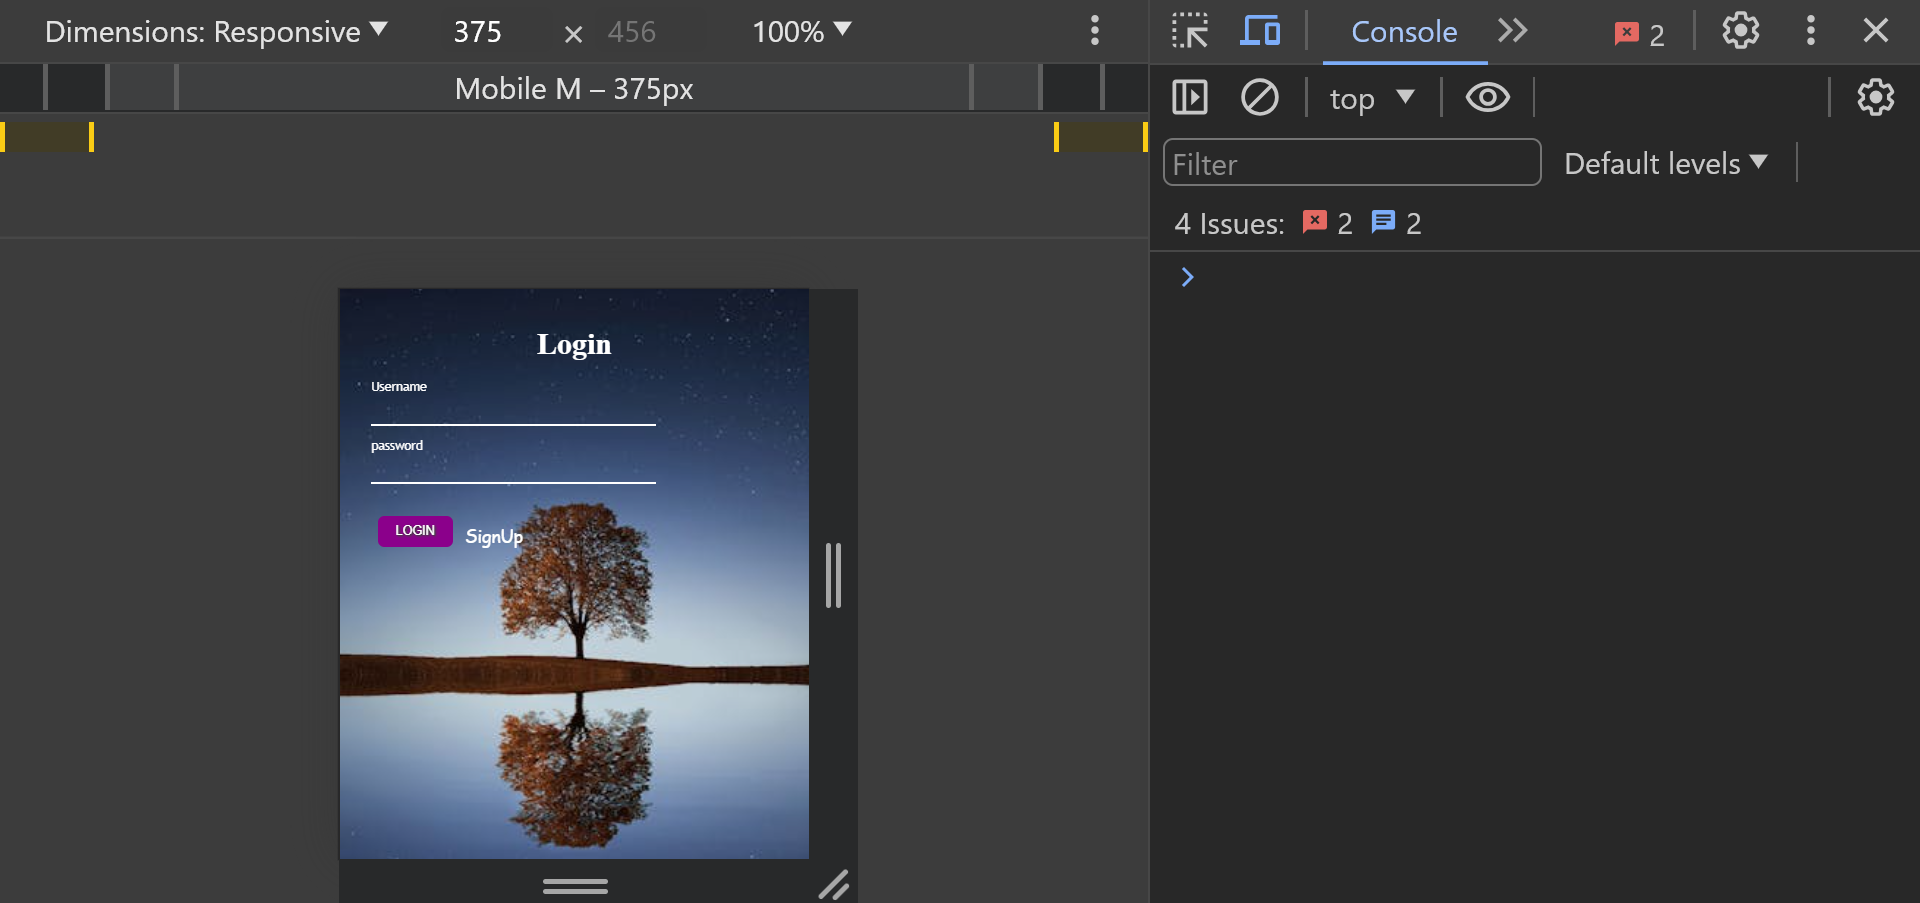 Dimensions: Responsive 375 × 456 100%
Mobile M – 375px
Login
Username
password
LOGIN SignUp
Console 2
top
Filter Default levels
4 Issues: 2 2